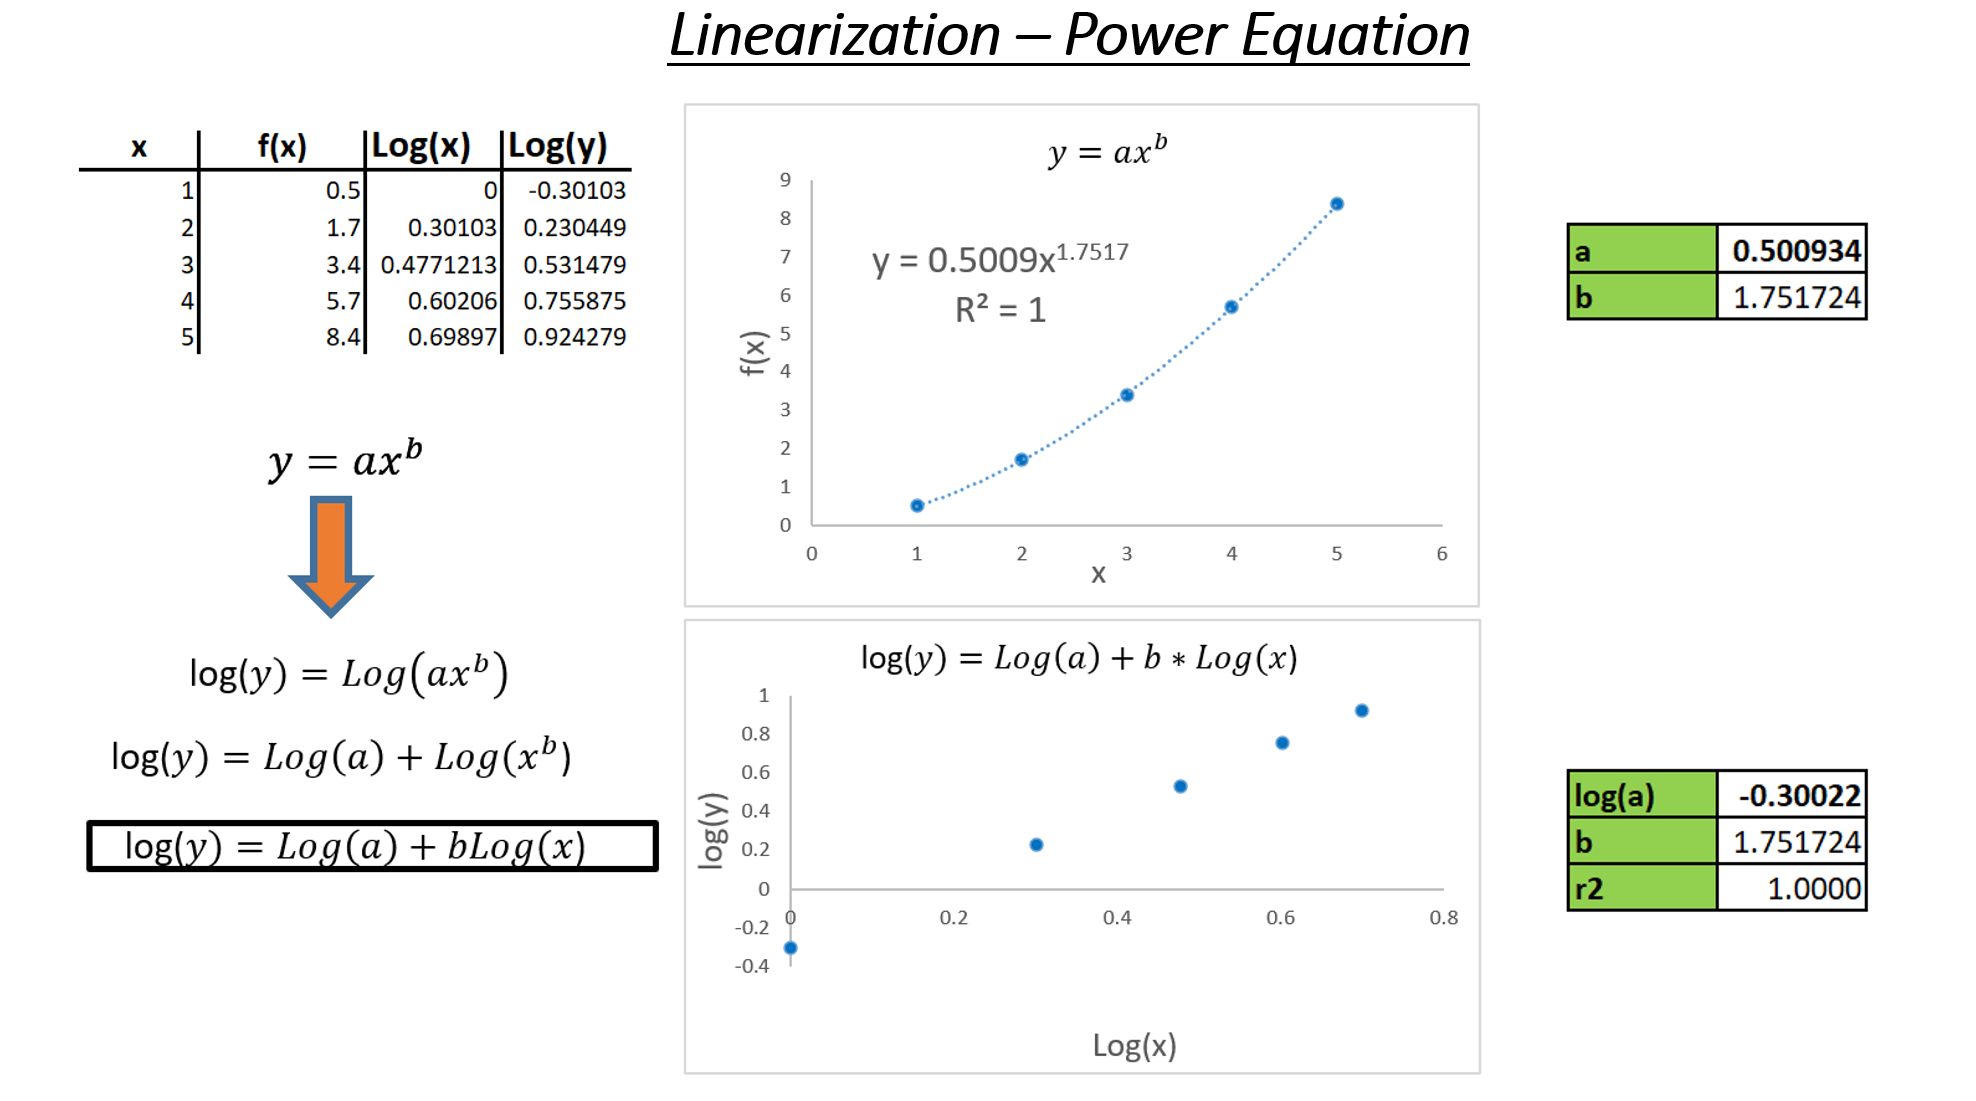 Linearization – Power Equation
x f(x) Log(x) Log(y)
1 0.5 0 -0.30103
2 1.7 0.30103 0.230449
3 3.4 0.4771213 0.531479
4 5.7 0.60206 0.755875
5 8.4 0.69897 0.924279
y = ax^b
log(y) = Log(ax^b)
log(y) = Log(a) + Log(x^b)
log(y) = Log(a) + bLog(x)
y = ax^b
y = 0.5009x^1.7517
R² = 1
9
8
7
6
5
4
3
2
1
0
f(x)
0 1 2 3 4 5 6
x
a 0.500934
b 1.751724
log(y) = Log(a) + b * Log(x)
1
0.8
0.6
0.4
0.2
0
-0.2
-0.4
log(y)
0 0.2 0.4 0.6 0.8
Log(x)
log(a) -0.30022
b 1.751724
r2 1.0000